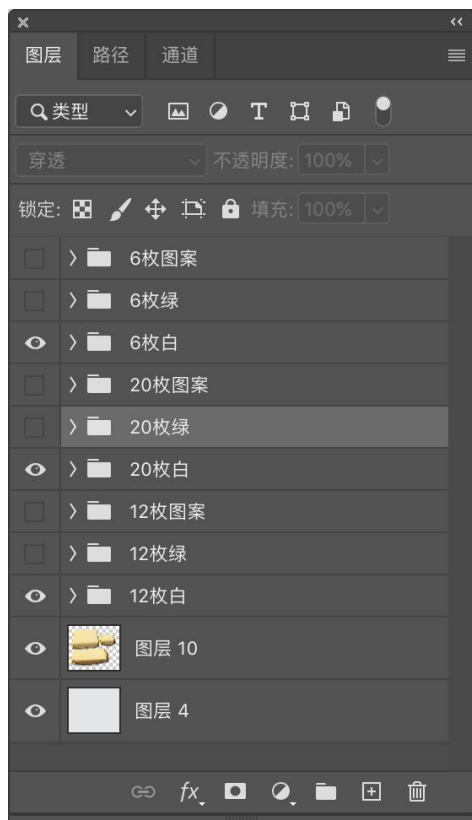 图层 路径 通道
类型
穿透 不透明度: 100%
锁定: 填充: 100%
6枚图案
6枚绿
6枚白
20枚图案
20枚绿
20枚白
12枚图案
12枚绿
12枚白
图层 10
图层 4
fx